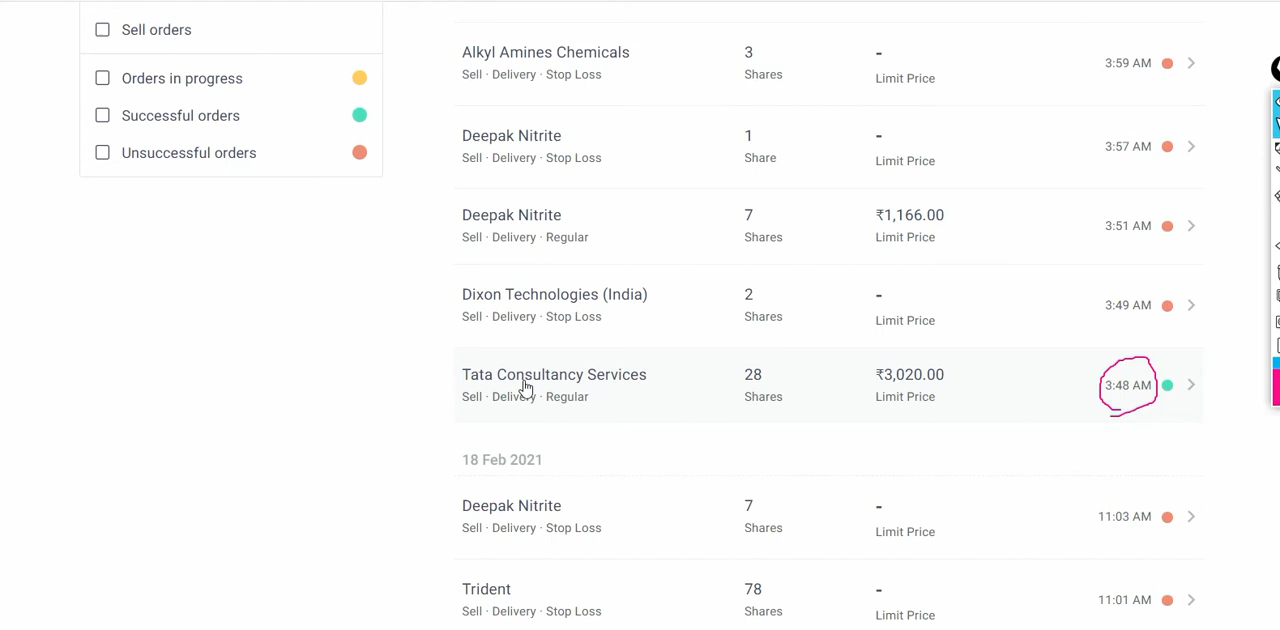 Sell orders
Orders in progress
Successful orders
Unsuccessful orders
Alkyl Amines Chemicals 3 -
Sell · Delivery · Stop Loss Shares Limit Price 3:59 AM
Deepak Nitrite 1 -
Sell · Delivery · Stop Loss Share Limit Price 3:57 AM
Deepak Nitrite 7 ₹1,166.00
Sell · Delivery · Regular Shares Limit Price 3:51 AM
Dixon Technologies (India) 2 -
Sell · Delivery · Stop Loss Shares Limit Price 3:49 AM
Tata Consultancy Services 28 ₹3,020.00
Sell · Delivery · Regular Shares Limit Price 3:48 AM
18 Feb 2021
Deepak Nitrite 7 -
Sell · Delivery · Stop Loss Shares Limit Price 11:03 AM
Trident 78 -
Sell · Delivery · Stop Loss Shares Limit Price 11:01 AM